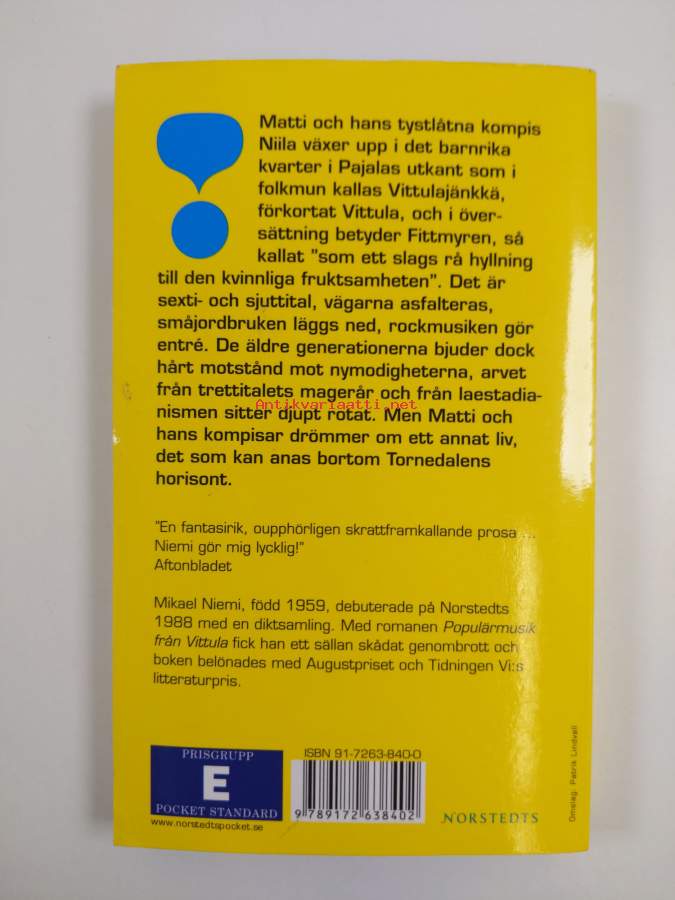 Matti och hans tystlåtna kompis
Niila växer upp i det barnrika
kvarter i Pajalas utkant som i
folkmun kallas Vittulajänkkä,
förkortat Vittula, och i över-
sättning betyder Fittmyren, så
kallat "som ett slags rå hyllning
till den kvinnliga fruktsamheten". Det är
sexti- och sjuttital, vägarna asfalteras,
småjordbruken läggs ned, rockmusiken gör
entré. De äldre generationerna bjuder dock
hårt motstånd mot nymodigheterna, arvet
från trettitalets magerår och från laestadia-
Antikvariaatti.net
nismen sitter djupt rotat. Men Matti och
hans kompisar drömmer om ett annat liv,
det som kan anas bortom Tornedalens
horisont.
"En fantasirik, oupphörligen skrattframkallande prosa ...
Niemi gör mig lycklig!"
Aftonbladet
Mikael Niemi, född 1959, debuterade på Norstedts
1988 med en diktsamling. Med romanen Populärmusik
från Vittula fick han ett sällan skådat genombrott och
boken belönades med Augustpriset och Tidningen Vi:s
litteraturpris.
Omslag: Patrik Lindvall
PRISGRUPP
E
POCKET STANDARD
www.norstedtspocket.se
ISBN 91-7263-840-0
9 789172 638402
NORSTEDTS